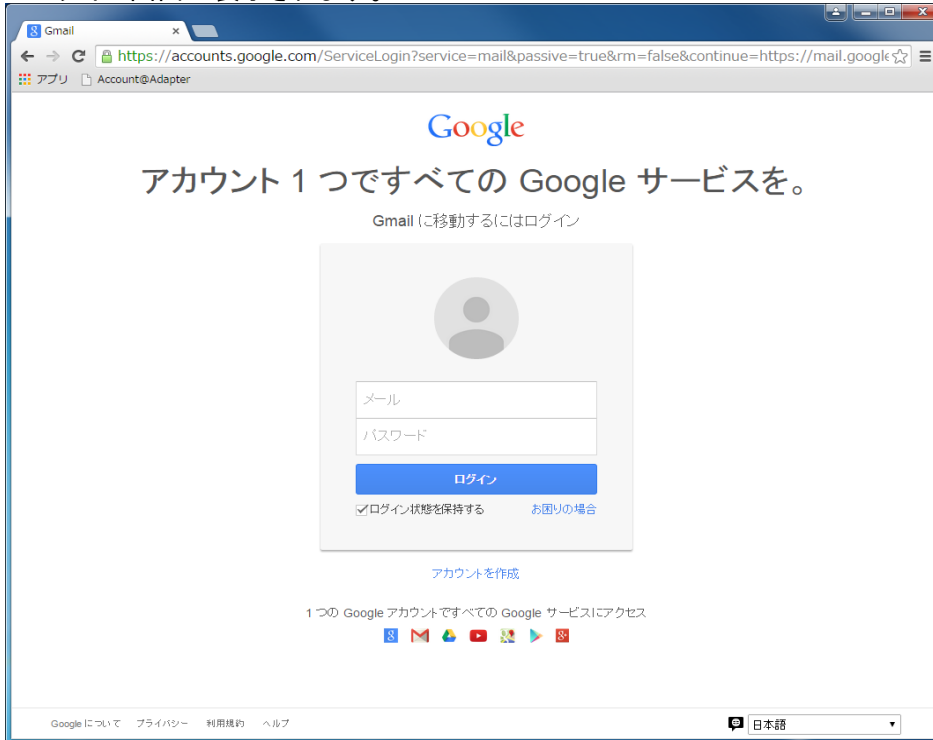 Gmail
https://accounts.google.com/ServiceLogin?service=mail&passive=true&rm=false&continue=https://mail.google
アプリ Account@Adapter
Google
アカウント 1 つですべての Google サービスを。
Gmail に移動するにはログイン
メール
パスワード
ログイン
ログイン状態を保持する お困りの場合
アカウントを作成
1 つの Google アカウントですべての Google サービスにアクセス
Google について プライバシー 利用規約 ヘルプ 日本語